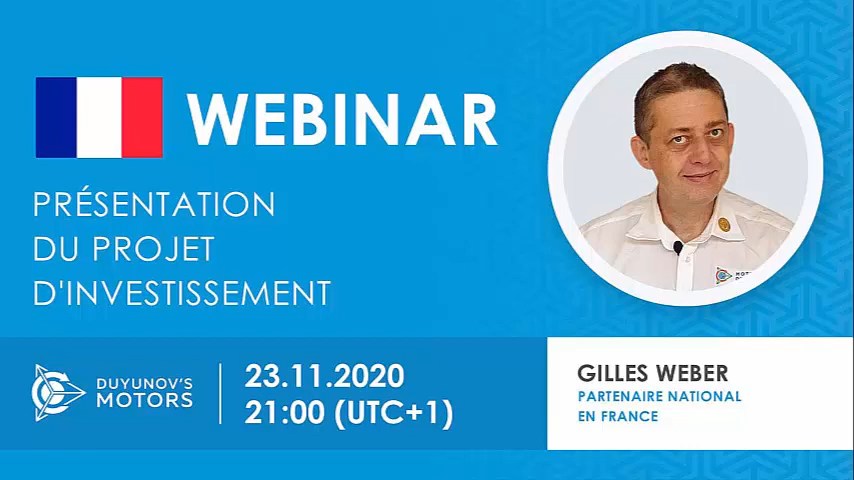 WEBINAR
PRÉSENTATION
DU PROJET
D'INVESTISSEMENT
DUYUNOV'S
MOTORS
23.11.2020
21:00 (UTC+1)
GILLES WEBER
PARTENAIRE NATIONAL
EN FRANCE